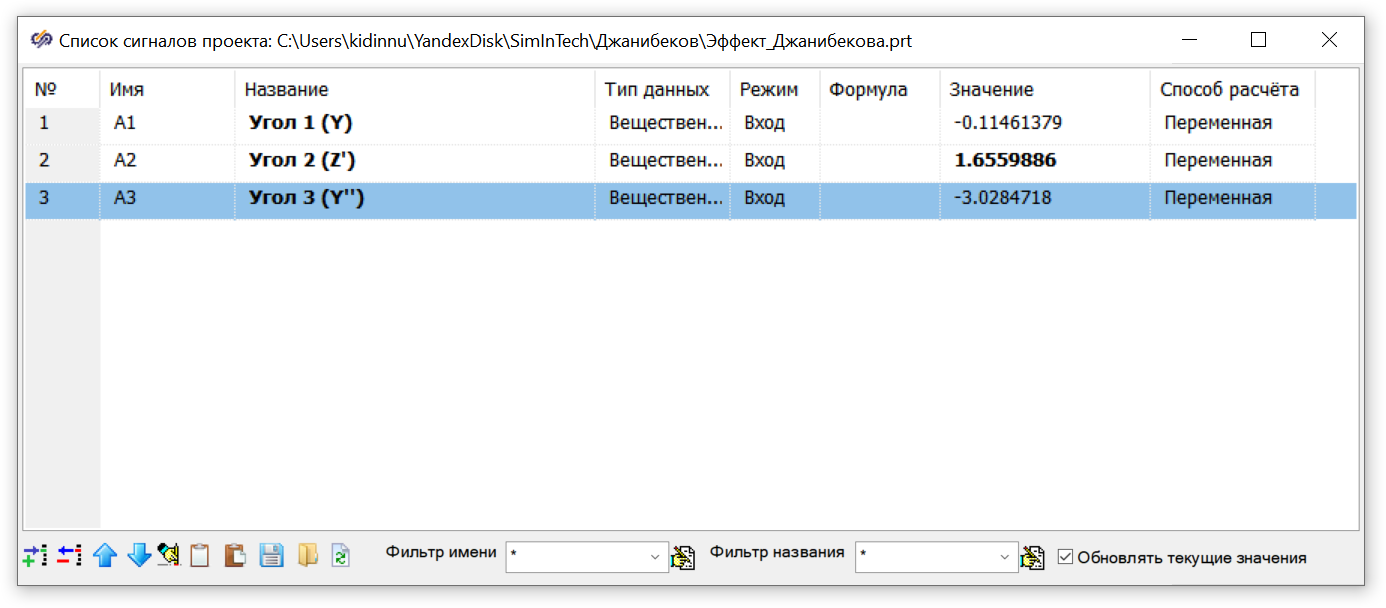 Список сигналов проекта: C:\Users\kidinnu\YandexDisk\SimInTech\Джанибеков\Эффект_Джанибекова.prt
№ Имя Название Тип данных Режим Формула Значение Способ расчёта
1 A1 Угол 1 (Y) Веществен... Вход -0.11461379 Переменная
2 A2 Угол 2 (Z') Веществен... Вход 1.6559886 Переменная
3 A3 Угол 3 (Y'') Веществен... Вход -3.0284718 Переменная
Фильтр имени * Фильтр названия * Обновлять текущие значения